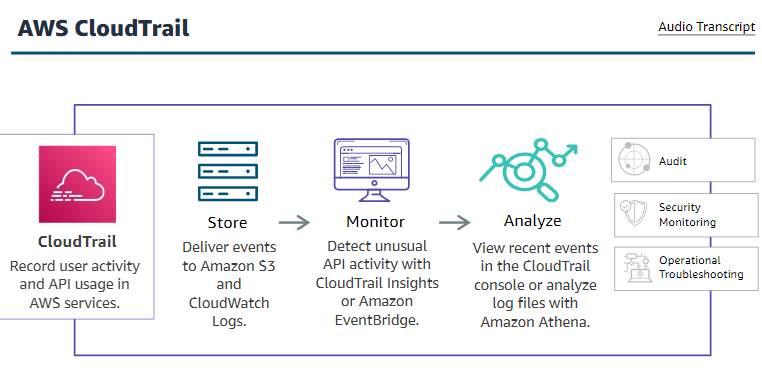 AWS CloudTrail
Audio Transcript
CloudTrail
Record user activity
and API usage in
AWS services.
Store
Deliver events
to Amazon S3
and
CloudWatch
Logs.
Monitor
Detect unusual
API activity with
CloudTrail Insights
or Amazon
EventBridge.
Analyze
View recent events
in the CloudTrail
console or analyze
log files with
Amazon Athena.
Audit
Security
Monitoring
Operational
Troubleshooting